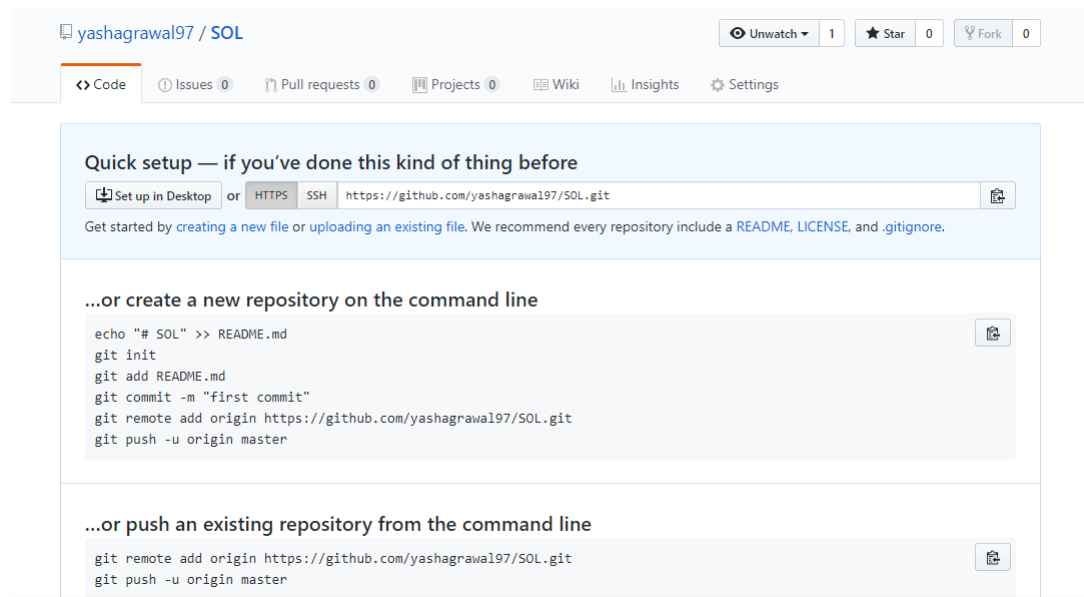 yashagrawal97 / SOL
Unwatch 1 Star 0 Fork 0
Code Issues 0 Pull requests 0 Projects 0 Wiki Insights Settings
Quick setup — if you’ve done this kind of thing before
Set up in Desktop or HTTPS SSH https://github.com/yashagrawal97/SOL.git
Get started by creating a new file or uploading an existing file. We recommend every repository include a README, LICENSE, and .gitignore.
…or create a new repository on the command line
echo "# SOL" >> README.md
git init
git add README.md
git commit -m "first commit"
git remote add origin https://github.com/yashagrawal97/SOL.git
git push -u origin master
…or push an existing repository from the command line
git remote add origin https://github.com/yashagrawal97/SOL.git
git push -u origin master